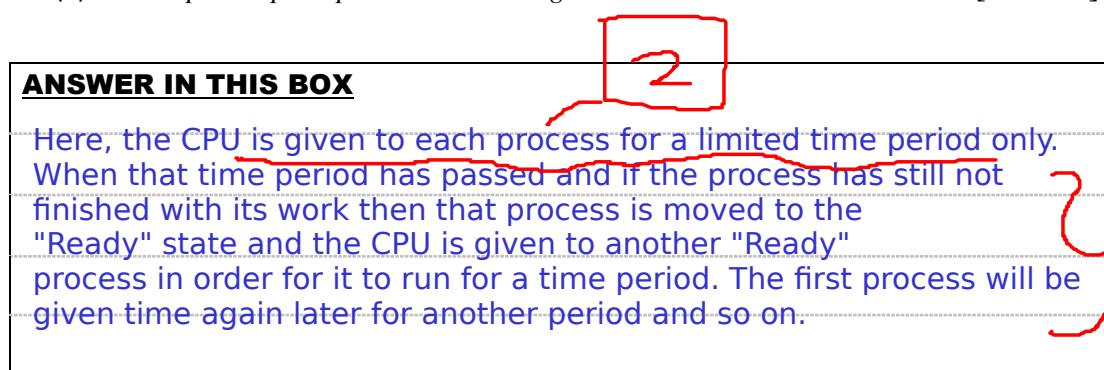 2
ANSWER IN THIS BOX
Here, the CPU is given to each process for a limited time period only.
When that time period has passed and if the process has still not
finished with its work then that process is moved to the
"Ready" state and the CPU is given to another "Ready"
process in order for it to run for a time period. The first process will be
given time again later for another period and so on.